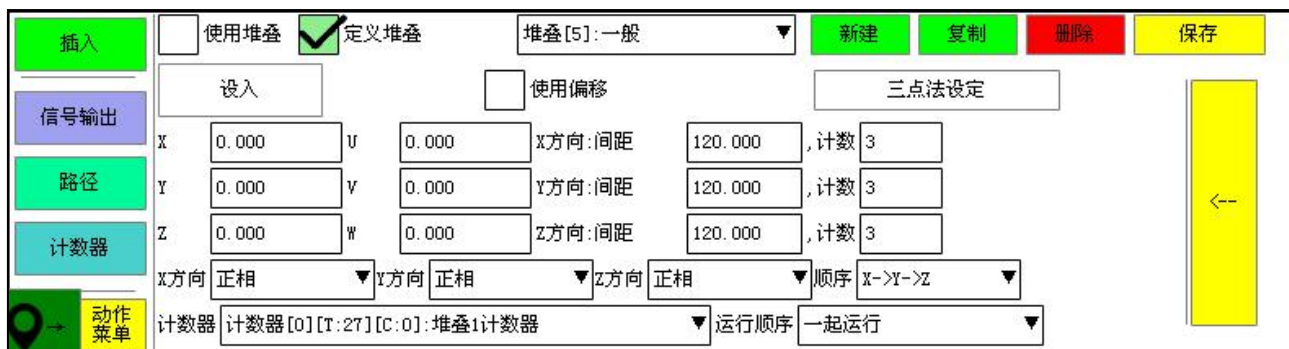 插入 使用堆叠 定义堆叠 堆叠[5]:一般 新建 复制 删除 保存
设入 使用偏移 三点法设定
信号输出
X 0.000 U 0.000 X方向:间距 120.000 ,计数 3
路径 Y 0.000 V 0.000 Y方向:间距 120.000 ,计数 3
<--
计数器 Z 0.000 W 0.000 Z方向:间距 120.000 ,计数 3
X方向 正相 Y方向 正相 Z方向 正相 顺序 X->Y->Z
→ 动作菜单 计数器 计数器[0][T:27][C:0]:堆叠1计数器 运行顺序 一起运行